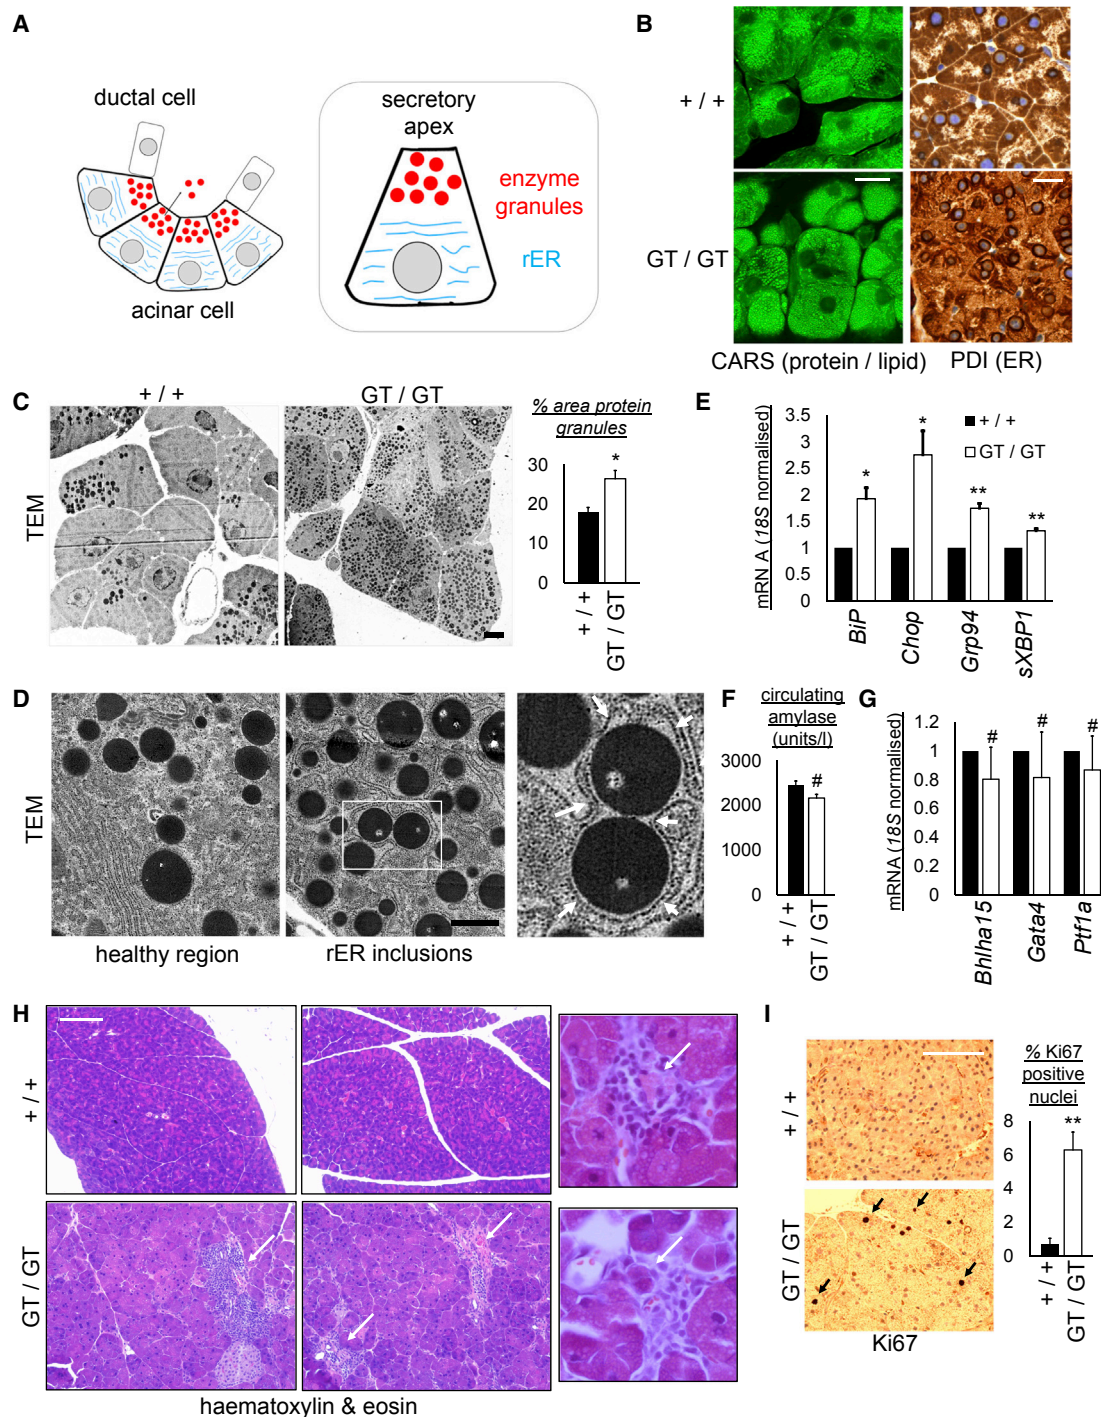 A
ductal cell
acinar cell
secretory
apex
enzyme
granules
rER
B
+ / +
GT / GT
CARS (protein / lipid)
PDI (ER)
C
+ / +
GT / GT
TEM
% area protein
granules
30
20
10
0
*
+ / +
GT / GT
E
mRN A (18S normalised)
3.5
3
2.5
2
1.5
1
0.5
0
*
*
**
**
+ / +
GT / GT
BiP
Chop
Grp94
sXBP1
D
TEM
healthy region
rER inclusions
F
circulating
amylase
(units/l)
3000
2000
1000
0
#
+ / +
GT / GT
G
mRNA (18S normalised)
1.2
1
0.8
0.6
0.4
0.2
0
#
#
#
Bhlha15
Gata4
Ptf1a
H
+ / +
GT / GT
haematoxylin & eosin
I
+ / +
GT / GT
Ki67
% Ki67
positive
nuclei
8
6
4
2
0
**
+ / +
GT / GT